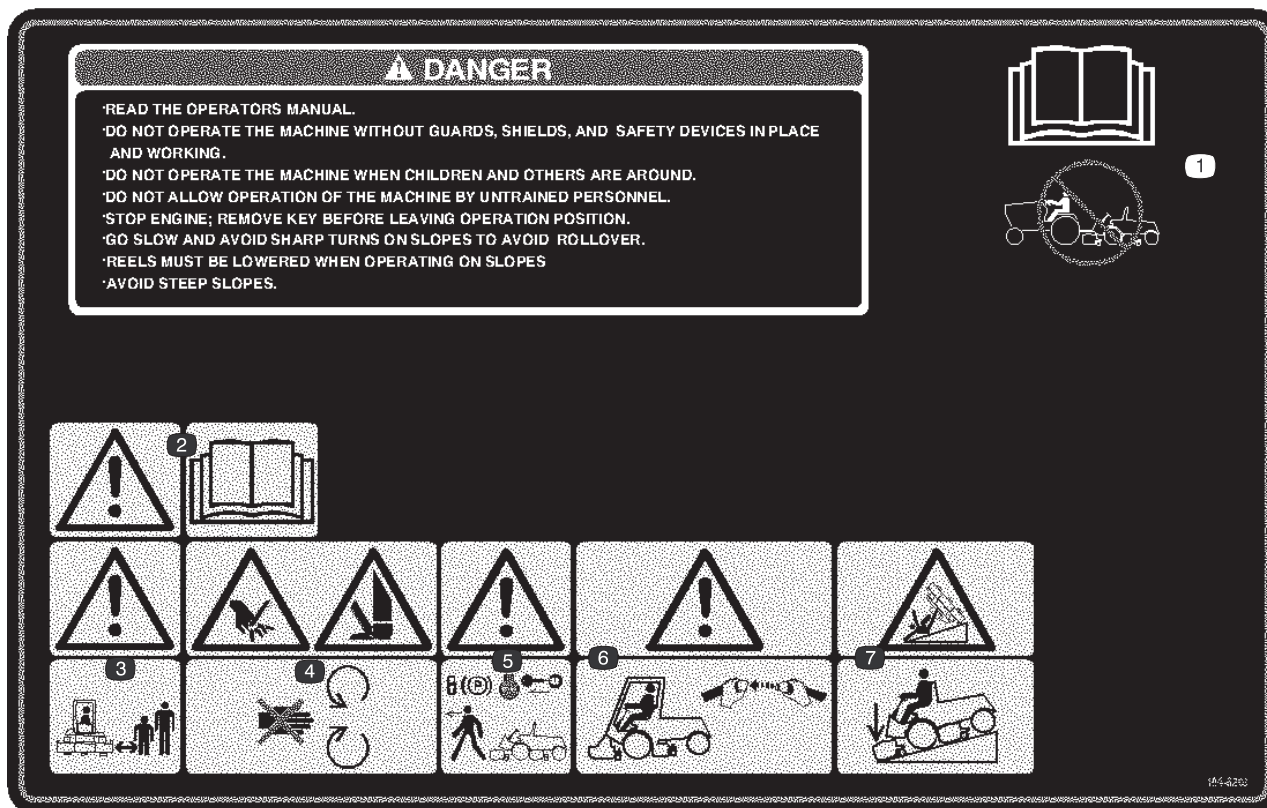 DANGER
·READ THE OPERATORS MANUAL.
·DO NOT OPERATE THE MACHINE WITHOUT GUARDS, SHIELDS, AND SAFETY DEVICES IN PLACE
AND WORKING.
·DO NOT OPERATE THE MACHINE WHEN CHILDREN AND OTHERS ARE AROUND.
·DO NOT ALLOW OPERATION OF THE MACHINE BY UNTRAINED PERSONNEL.
·STOP ENGINE; REMOVE KEY BEFORE LEAVING OPERATION POSITION.
·GO SLOW AND AVOID SHARP TURNS ON SLOPES TO AVOID ROLLOVER.
·REELS MUST BE LOWERED WHEN OPERATING ON SLOPES
·AVOID STEEP SLOPES.
1
2
3
4
5
6
7
(P)